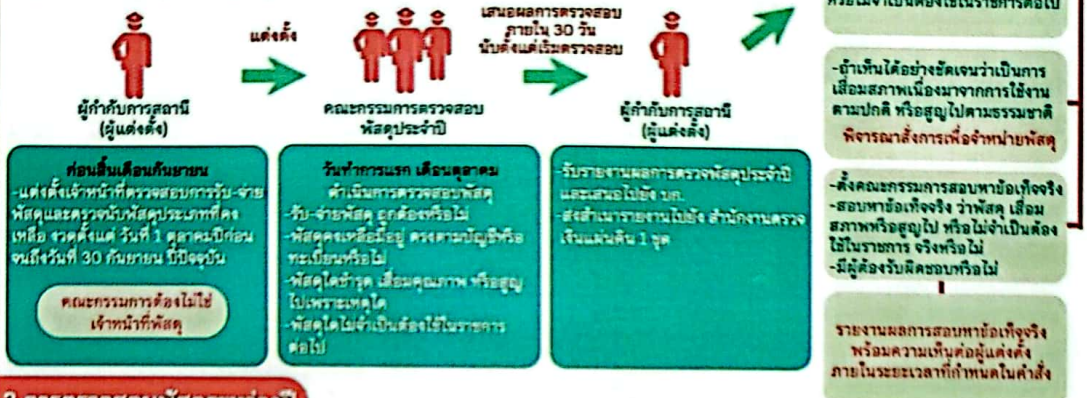 แต่งตั้ง
เสนอผลการตรวจสอบ
ภายใน 30 วัน
นับตั้งแต่เริ่มตรวจสอบ
ผู้กำกับการสถานี
(ผู้แต่งตั้ง)
คณะกรรมการตรวจสอบ
พัสดุประจำปี
ผู้กำกับการสถานี
(ผู้แต่งตั้ง)
ก่อนสิ้นเดือนกันยายน
-แต่งตั้งเจ้าหน้าที่ตรวจสอบการรับ-จ่าย
พัสดุและตรวจนับพัสดุประเภทที่คง
เหลือ งวดตั้งแต่ วันที่ 1 ตุลาคมปีก่อน
จนถึงวันที่ 30 กันยายน ปีปัจจุบัน
คณะกรรมการต้องไม่ใช่
เจ้าหน้าที่พัสดุ
วันทำการแรก เดือนตุลาคม
ดำเนินการตรวจสอบพัสดุ
-รับ-จ่ายพัสดุ ถูกต้องหรือไม่
-พัสดุคงเหลือมีอยู่ ตรงตามบัญชีหรือ
ทะเบียนหรือไม่
-พัสดุใดชำรุด เสื่อมคุณภาพ หรือสูญ
ไปเพราะเหตุใด
-พัสดุใดไม่จำเป็นต้องใช้ในราชการ
ต่อไป
-รับรายงานผลการตรวจพัสดุประจำปี
และเสนอไปยัง บก.
-ส่งสำเนารายงานไปยัง สำนักงานตรวจ
เงินแผ่นดิน 1 ชุด
หรือไม่จำเป็นต้องใช้ในราชการต่อไป
-ถ้าเห็นได้อย่างชัดเจนว่าเป็นการ
เสื่อมสภาพเนื่องมาจากการใช้งาน
ตามปกติ หรือสูญไปตามธรรมชาติ
พิจารณาสั่งการเพื่อจำหน่ายพัสดุ
-ตั้งคณะกรรมการสอบหาข้อเท็จจริง
-สอบหาข้อเท็จจริง ว่าพัสดุ เสื่อม
สภาพหรือสูญไป หรือไม่จำเป็นต้อง
ใช้ในราชการ จริงหรือไม่
-มีผู้ต้องรับผิดชอบหรือไม่
รายงานผลการสอบหาข้อเท็จจริง
พร้อมความเห็นต่อผู้แต่งตั้ง
ภายในระยะเวลาที่กำหนดในคำสั่ง